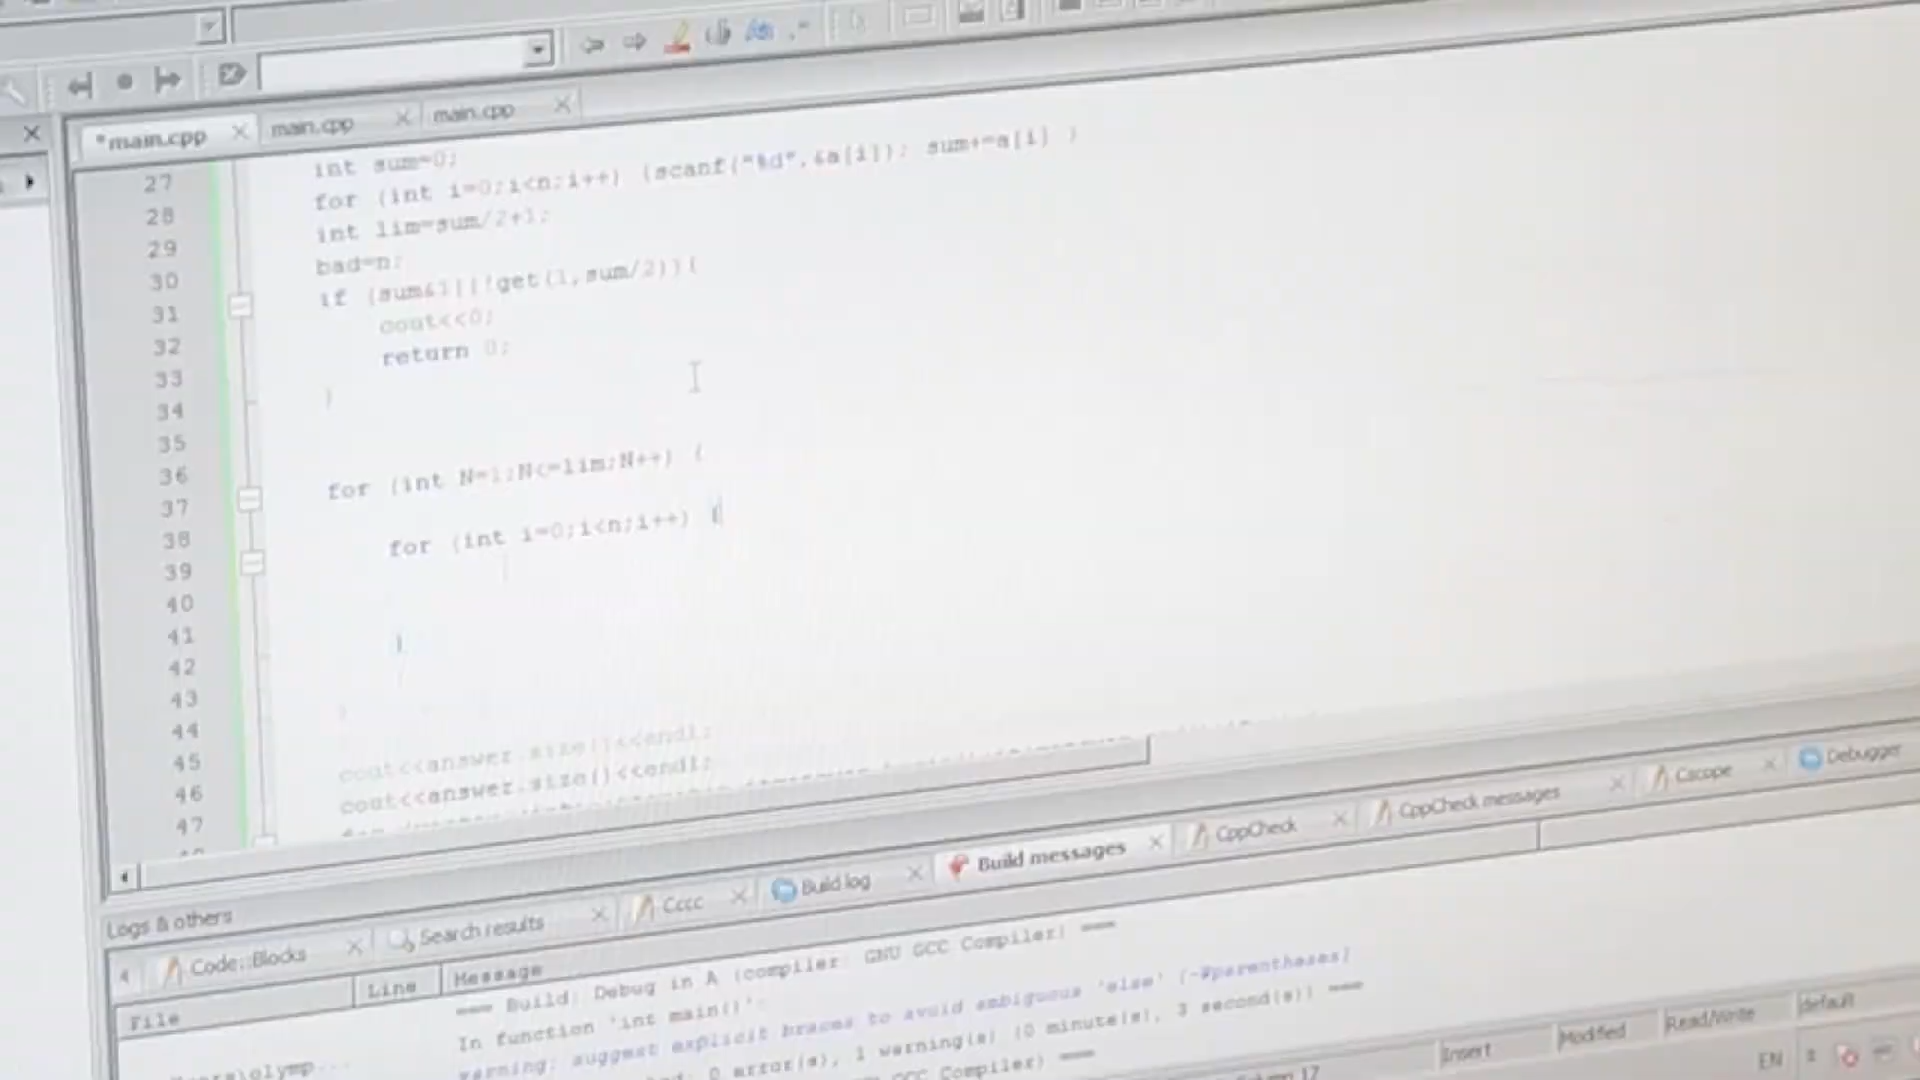 *main.cpp
main.cpp
main.cpp
27
int sum=0;
28
for (int i=0;i<n;i++) {scanf("%d",&a[i]); sum+=a[i] }
29
int lim=sum/2+1;
30
bad=n;
31
if (sum&1||!get(1,sum/2)){
32
cout<<0;
33
return 0;
34
}
35
36
37
for (int N=1;N<=lim;N++) {
38
39
for (int i=0;i<n;i++) {
40
41
42
}
43
44
}
45
cout<<answer.size()<<endl;
46
cout<<answer.size()<<endl;
47
Logs & others
Code::Blocks
Search results
Cccc
Build log
Build messages
CppCheck
CppCheck messages
Cscope
Debugger
File
Line
Message
=== Build: Debug in A (compiler: GNU GCC Compiler) ===
In function 'int main()':
warning: suggest explicit braces to avoid ambiguous 'else' [-Wparentheses]
0 error(s), 1 warning(s) (0 minute(s), 3 second(s)) ===
GCC Compiler) ===
17
Insert
Modified
Read/Write
default
EN